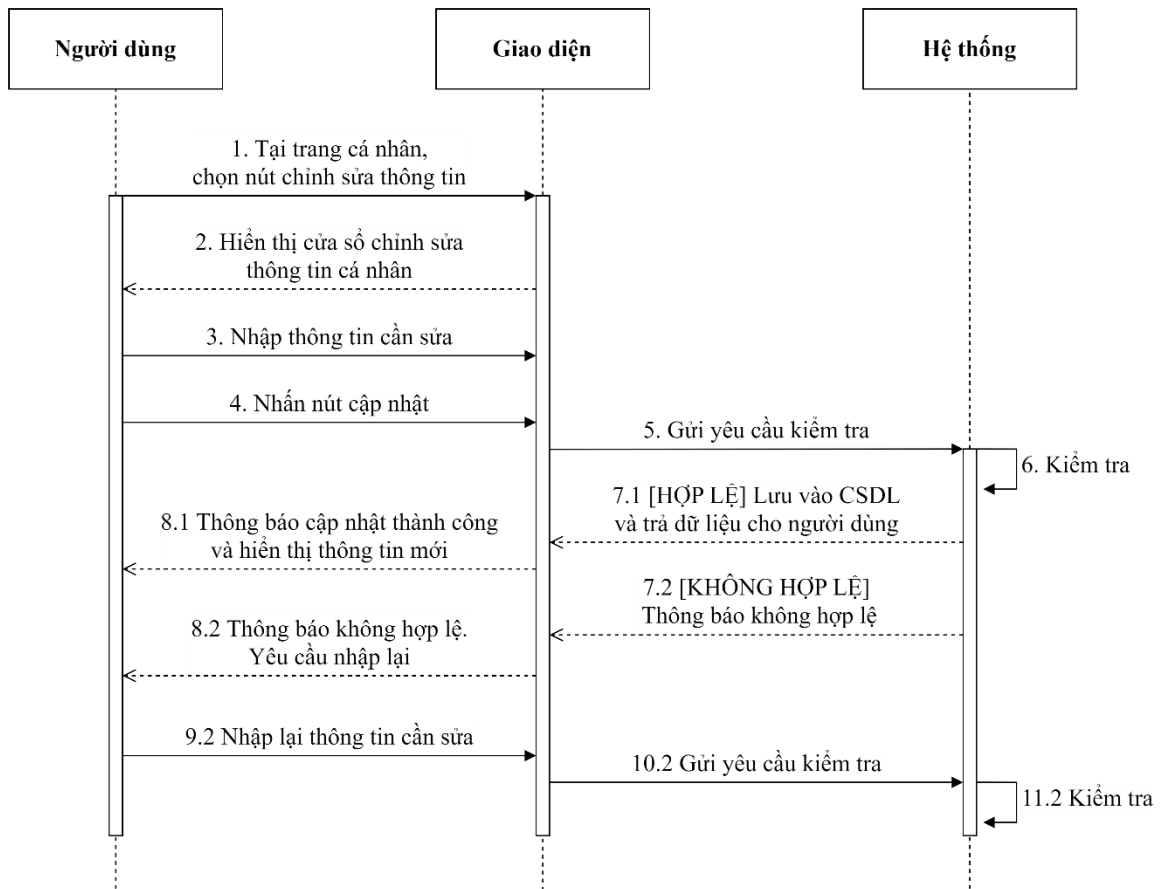 Người dùng
Giao diện
Hệ thống
1. Tại trang cá nhân,
chọn nút chỉnh sửa thông tin
2. Hiển thị cửa sổ chỉnh sửa
thông tin cá nhân
3. Nhập thông tin cần sửa
4. Nhấn nút cập nhật
5. Gửi yêu cầu kiểm tra
6. Kiểm tra
7.1 [HỢP LỆ] Lưu vào CSDL
và trả dữ liệu cho người dùng
8.1 Thông báo cập nhật thành công
và hiển thị thông tin mới
7.2 [KHÔNG HỢP LỆ]
Thông báo không hợp lệ
8.2 Thông báo không hợp lệ.
Yêu cầu nhập lại
9.2 Nhập lại thông tin cần sửa
10.2 Gửi yêu cầu kiểm tra
11.2 Kiểm tra